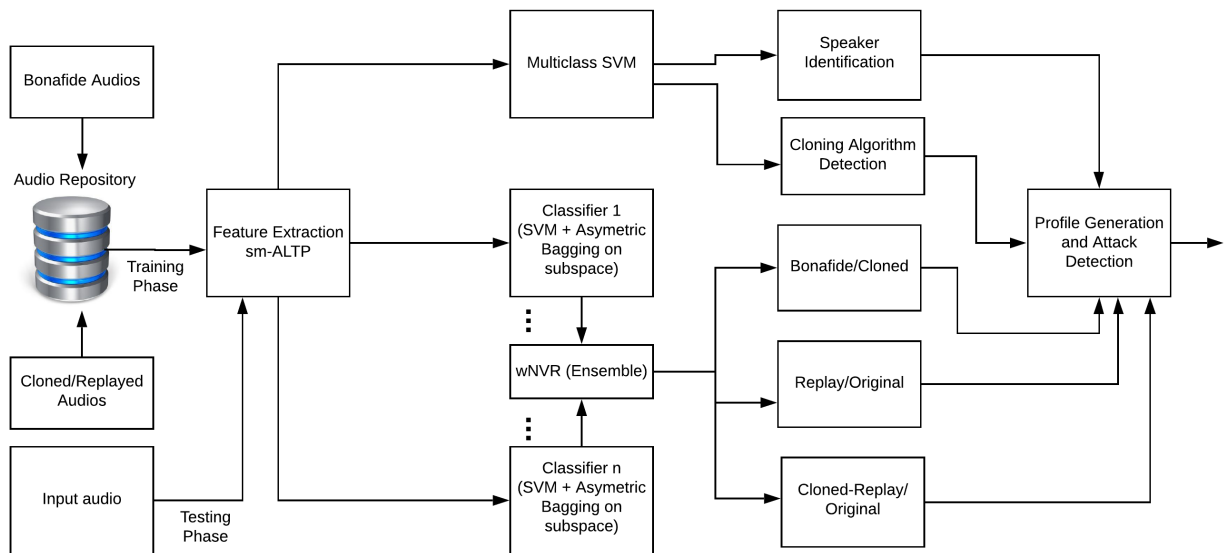 Bonafide Audios
Audio Repository
Training
Phase
Cloned/Replayed
Audios
Input audio
Testing
Phase
Feature Extraction
sm-ALTP
Multiclass SVM
Classifier 1
(SVM + Asymetric
Bagging on
subspace)
wNVR (Ensemble)
Classifier n
(SVM + Asymetric
Bagging on
subspace)
Speaker
Identification
Cloning Algorithm
Detection
Bonafide/Cloned
Replay/Original
Cloned-Replay/
Original
Profile Generation
and Attack
Detection